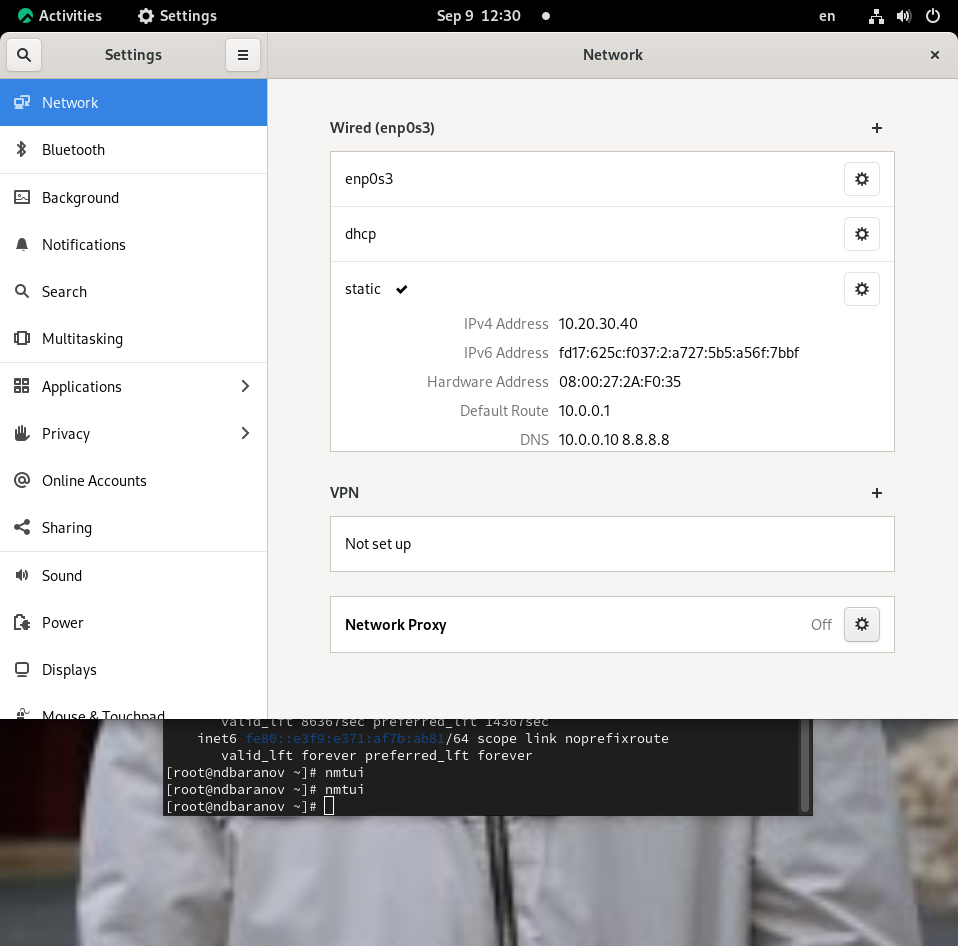 Activities Settings Sep 9 12:30 en
Settings Network
Network
Bluetooth
Background
Notifications
Search
Multitasking
Applications
Privacy
Online Accounts
Sharing
Sound
Power
Displays
Mouse & Touchpad
Wired (enp0s3)
enp0s3
dhcp
static
IPv4 Address 10.20.30.40
IPv6 Address fd17:625c:f037:2:a727:5b5:a56f:7bbf
Hardware Address 08:00:27:2A:F0:35
Default Route 10.0.0.1
DNS 10.0.0.10 8.8.8.8
VPN
Not set up
Network Proxy Off
valid_lft 86367sec preferred_lft 14367sec
inet6 fe80::e3f9:e371:af7b:ab81/64 scope link noprefixroute
valid_lft forever preferred_lft forever
[root@ndbaranov ~]# nmtui
[root@ndbaranov ~]# nmtui
[root@ndbaranov ~]#